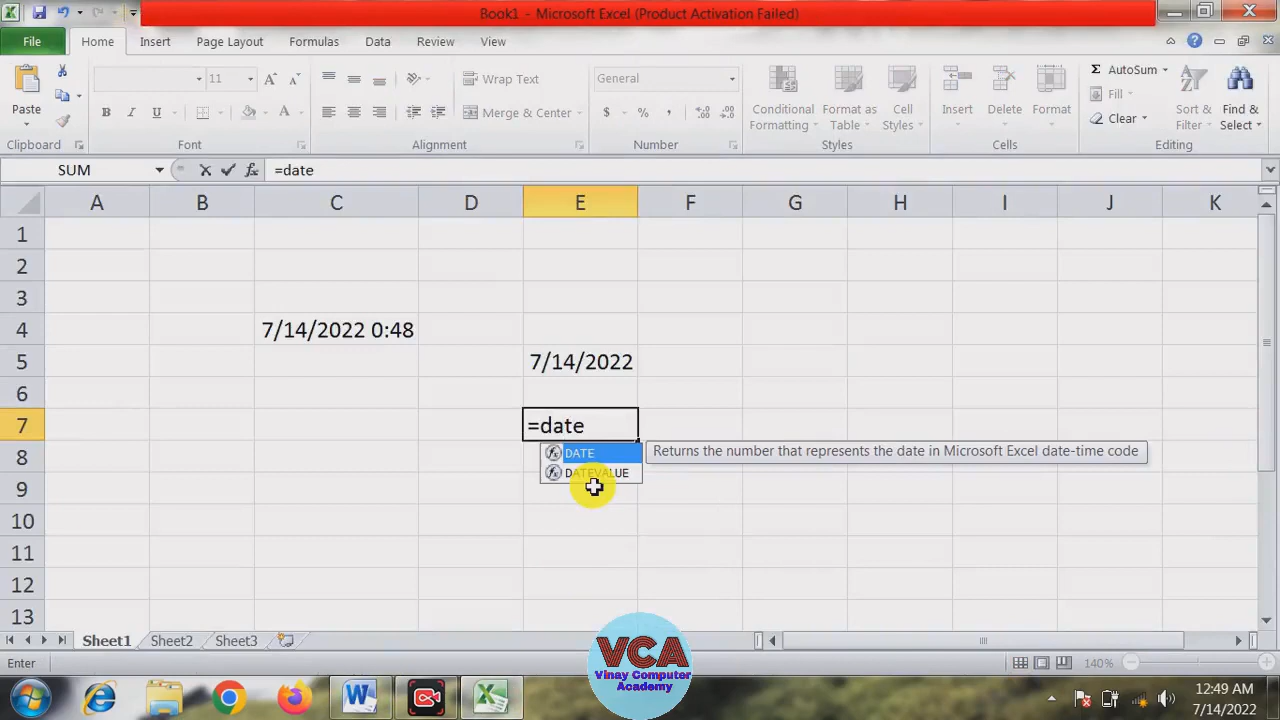 Book1 - Microsoft Excel (Product Activation Failed)
File Home Insert Page Layout Formulas Data Review View
Paste
11
Wrap Text
Merge & Center
General
$ % ,
Conditional Formatting
Format as Table
Cell Styles
Insert
Delete
Format
AutoSum
Fill
Clear
Sort & Filter
Find & Select
Clipboard Font Alignment Number Styles Cells Editing
SUM =date
A B C D E F G H I J K
1
2
3
4 7/14/2022 0:48
5 7/14/2022
6
7 =date
DATE Returns the number that represents the date in Microsoft Excel date-time code
8
DATEVALUE
9
10
11
12
13
Sheet1 Sheet2 Sheet3
Enter 140%
VCA
Vinay Computer
Academy
12:49 AM
7/14/2022